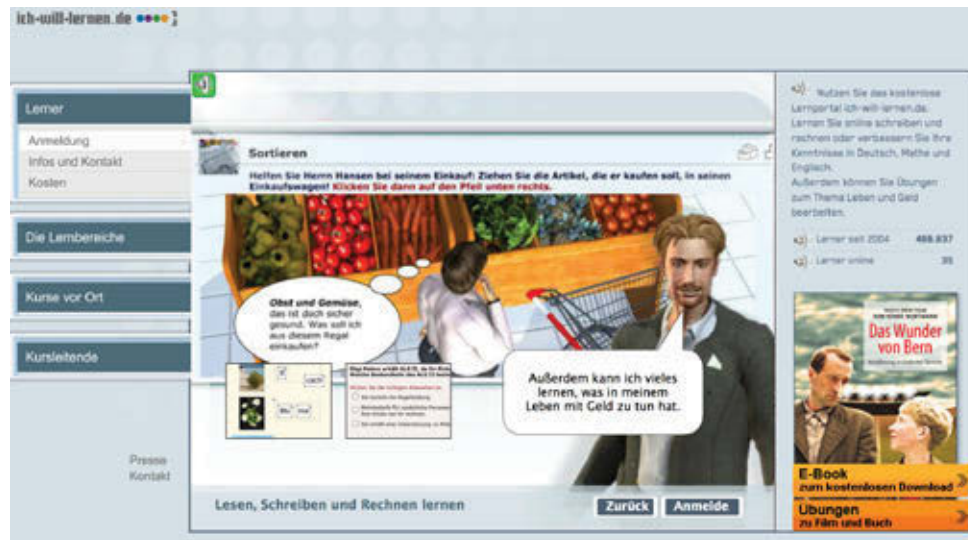 ich-will-lernen.de
Lerner
Anmeldung
Infos und Kontakt
Kosten
Die Lernbereiche
Kurse vor Ort
Kursleitende
Presse
Kontakt
Sortieren
Helfen Sie Herrn Hansen bei seinem Einkauf: Ziehen Sie die Artikel, die er kaufen soll, in seinen
Einkaufswagen! Klicken Sie dann auf den Pfeil unten rechts.
Obst und Gemüse,
das ist doch sicher
gesund. Was soll ich
aus diesem Regal
einkaufen?
Außerdem kann ich vieles
lernen, was in meinem
Leben mit Geld zu tun hat.
Lesen, Schreiben und Rechnen lernen
Zurück
Anmelde
Nutzen Sie das kostenlose
Lernportal ich-will-lernen.de.
Lernen Sie online schreiben und
rechnen oder verbessern Sie Ihre
Kenntnisse in Deutsch, Mathe und
Englisch.
Außerdem können Sie Übungen
zum Thema Leben und Geld
bearbeiten.
Lerner seit 2004 488.837
Lerner online 35
Das Wunder
von Bern
E-Book
zum kostenlosen Download
Übungen
zu Film und Buch